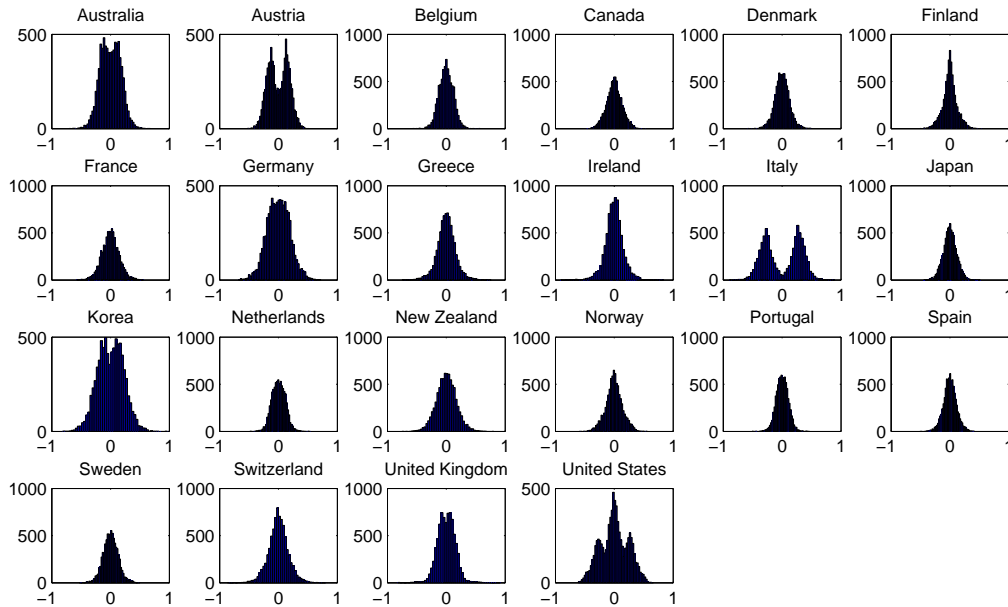 Australia Austria Belgium Canada Denmark Finland
500 500 1000 1000 1000 1000
500 500 500 500
0 0 0 0 0 0
−1 0 1 −1 0 1 −1 0 1 −1 0 1 −1 0 1 −1 0 1
France Germany Greece Ireland Italy Japan
1000 500 1000 1000 1000 1000
500 500 500 500 500
0 0 0 0 0 0
−1 0 1 −1 0 1 −1 0 1 −1 0 1 −1 0 1 −1 0 1
Korea Netherlands New Zealand Norway Portugal Spain
500 1000 1000 1000 1000 1000
500 500 500 500 500
0 0 0 0 0 0
−1 0 1 −1 0 1 −1 0 1 −1 0 1 −1 0 1 −1 0 1
Sweden Switzerland United Kingdom United States
1000 1000 1000 500
500 500 500
0 0 0 0
−1 0 1 −1 0 1 −1 0 1 −1 0 1